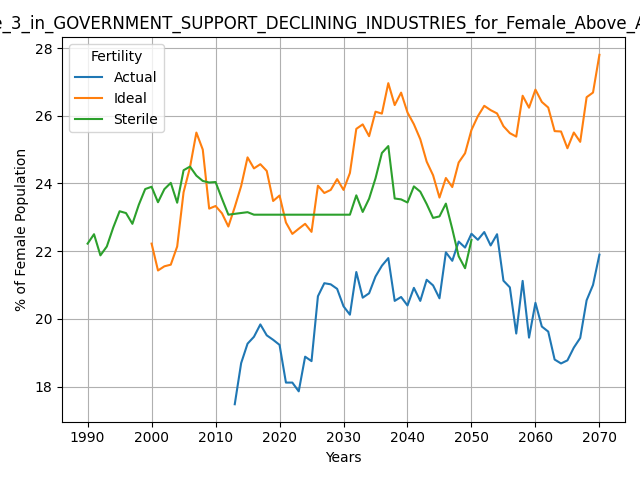 e_3_in_GOVERNMENT_SUPPORT_DECLINING_INDUSTRIES_for_Female_Above_A
Fertility
Actual
Ideal
Sterile
% of Female Population
28
26
24
22
20
18
1990 2000 2010 2020 2030 2040 2050 2060 2070
Years